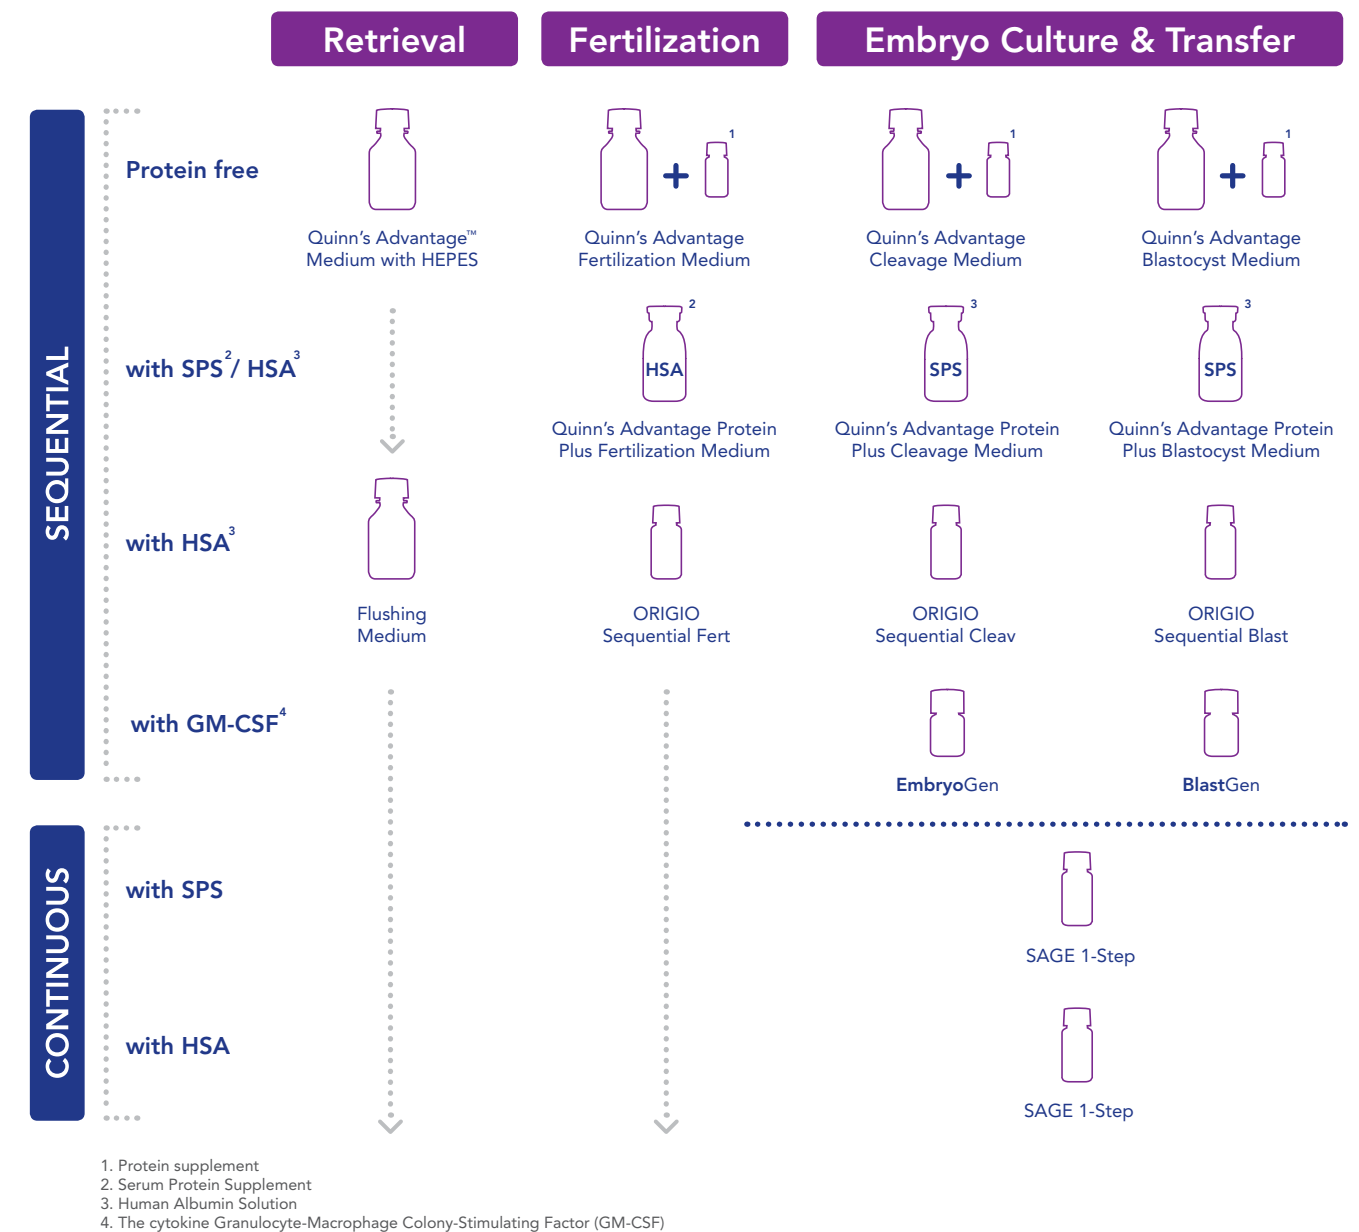 Retrieval
Fertilization
Embryo Culture & Transfer
SEQUENTIAL
Protein free
1
1
1
Quinn's Advantage™
Medium with HEPES
Quinn's Advantage
Fertilization Medium
Quinn's Advantage
Cleavage Medium
Quinn's Advantage
Blastocyst Medium
with SPS²/ HSA³
HSA
2
SPS
3
SPS
3
Quinn's Advantage Protein
Plus Fertilization Medium
Quinn's Advantage Protein
Plus Cleavage Medium
Quinn's Advantage Protein
Plus Blastocyst Medium
with HSA³
Flushing
Medium
ORIGIO
Sequential Fert
ORIGIO
Sequential Cleav
ORIGIO
Sequential Blast
with GM-CSF⁴
EmbryoGen
BlastGen
CONTINUOUS
with SPS
SAGE 1-Step
with HSA
SAGE 1-Step
1. Protein supplement
2. Serum Protein Supplement
3. Human Albumin Solution
4. The cytokine Granulocyte-Macrophage Colony-Stimulating Factor (GM-CSF)